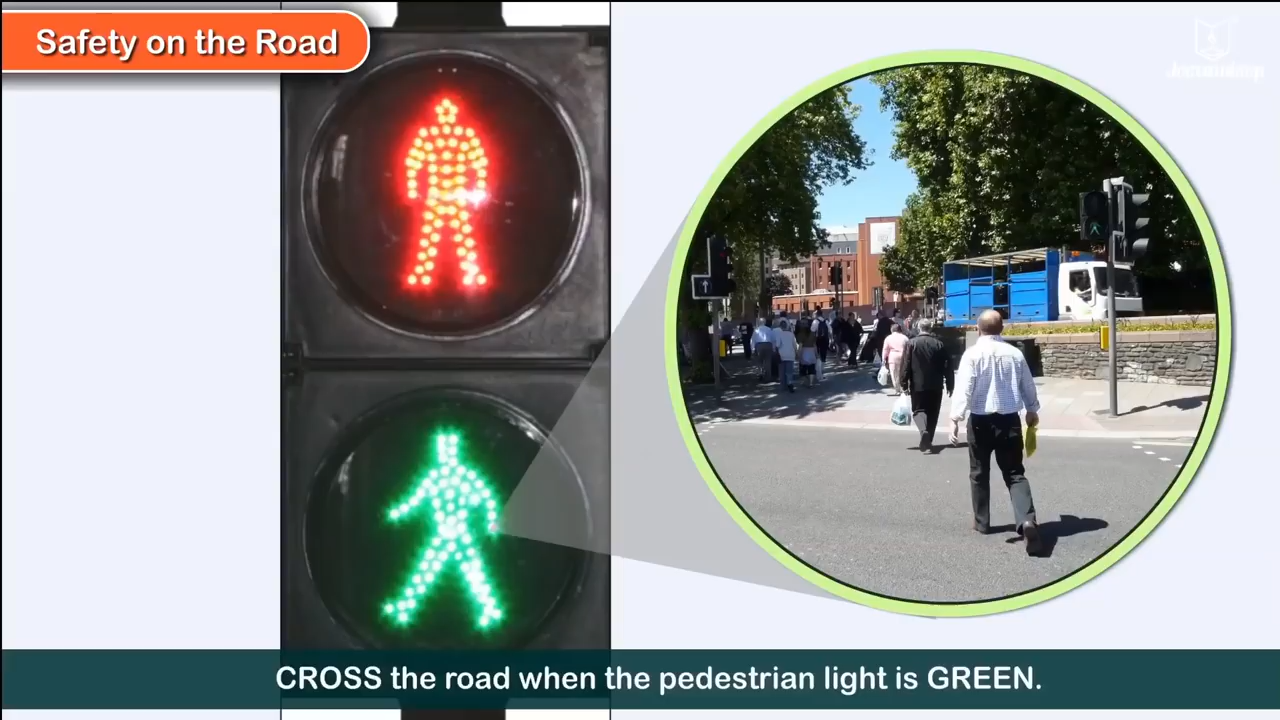 Safety on the Road
CROSS the road when the pedestrian light is GREEN.